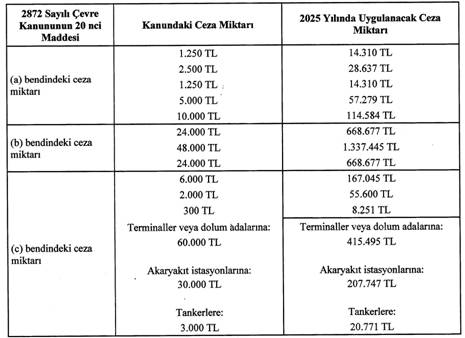 2872 Sayılı Çevre Kanununun 20 nci Maddesi | Kanundaki Ceza Miktarı | 2025 Yılında Uygulanacak Ceza Miktarı
(a) bendindeki ceza miktarı
1.250 TL | 14.310 TL
2.500 TL | 28.637 TL
1.250 TL | 14.310 TL
5.000 TL | 57.279 TL
10.000 TL | 114.584 TL
(b) bendindeki ceza miktarı
24.000 TL | 668.677 TL
48.000 TL | 1.337.445 TL
24.000 TL | 668.677 TL
(c) bendindeki ceza miktarı
6.000 TL | 167.045 TL
2.000 TL | 55.600 TL
300 TL | 8.251 TL
Terminaller veya dolum adalarına: | Terminaller veya dolum adalarına:
60.000 TL | 415.495 TL
Akaryakıt istasyonlarına: | Akaryakıt istasyonlarına:
30.000 TL | 207.747 TL
Tankerlere: | Tankerlere:
3.000 TL | 20.771 TL